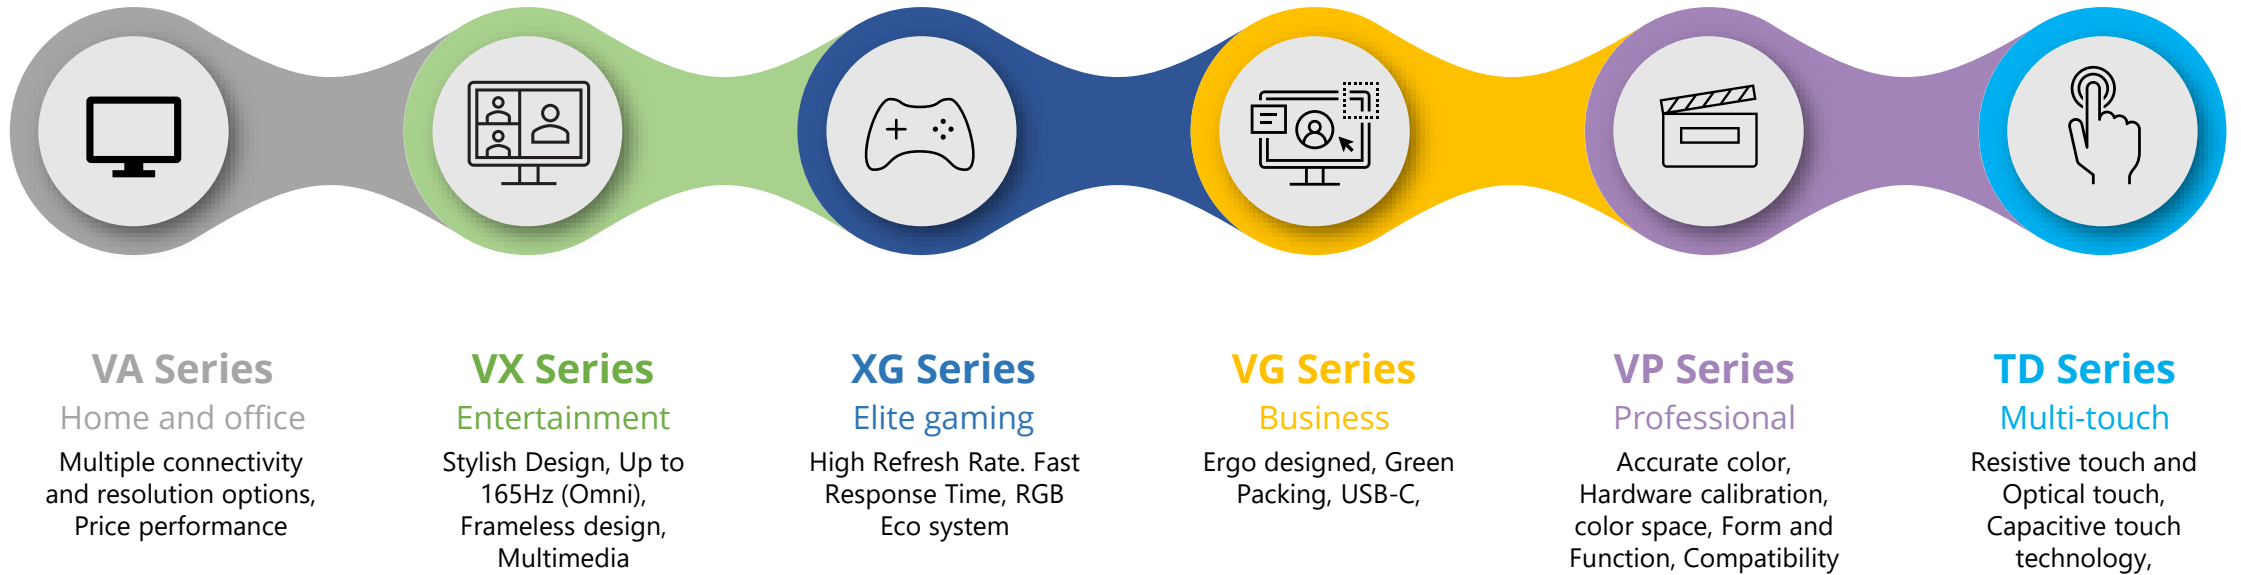 VA Series
Home and office
Multiple connectivity
and resolution options,
Price performance
VX Series
Entertainment
Stylish Design, Up to
165Hz (Omni),
Frameless design,
Multimedia
XG Series
Elite gaming
High Refresh Rate. Fast
Response Time, RGB
Eco system
VG Series
Business
Ergo designed, Green
Packing, USB-C,
VP Series
Professional
Accurate color,
Hardware calibration,
color space, Form and
Function, Compatibility
TD Series
Multi-touch
Resistive touch and
Optical touch,
Capacitive touch
technology,